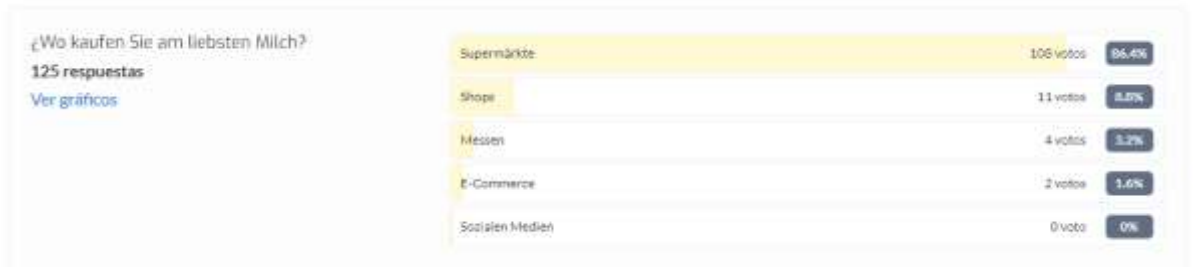 ¿Wo kaufen Sie am liebsten Milch?
125 respuestas
Ver gráficos
Supermärkte 108 votos 86.4%
Shops 11 votos 8.8%
Messen 4 votos 3.2%
E-Commerce 2 votos 1.6%
Sozialen Medien 0 voto 0%